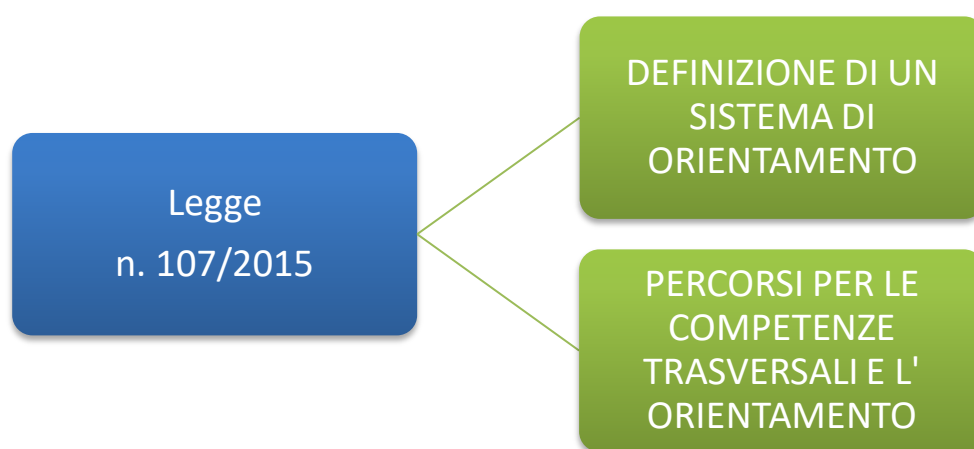 Legge
n. 107/2015
DEFINIZIONE DI UN
SISTEMA DI
ORIENTAMENTO
PERCORSI PER LE
COMPETENZE
TRASVERSALI E L'
ORIENTAMENTO